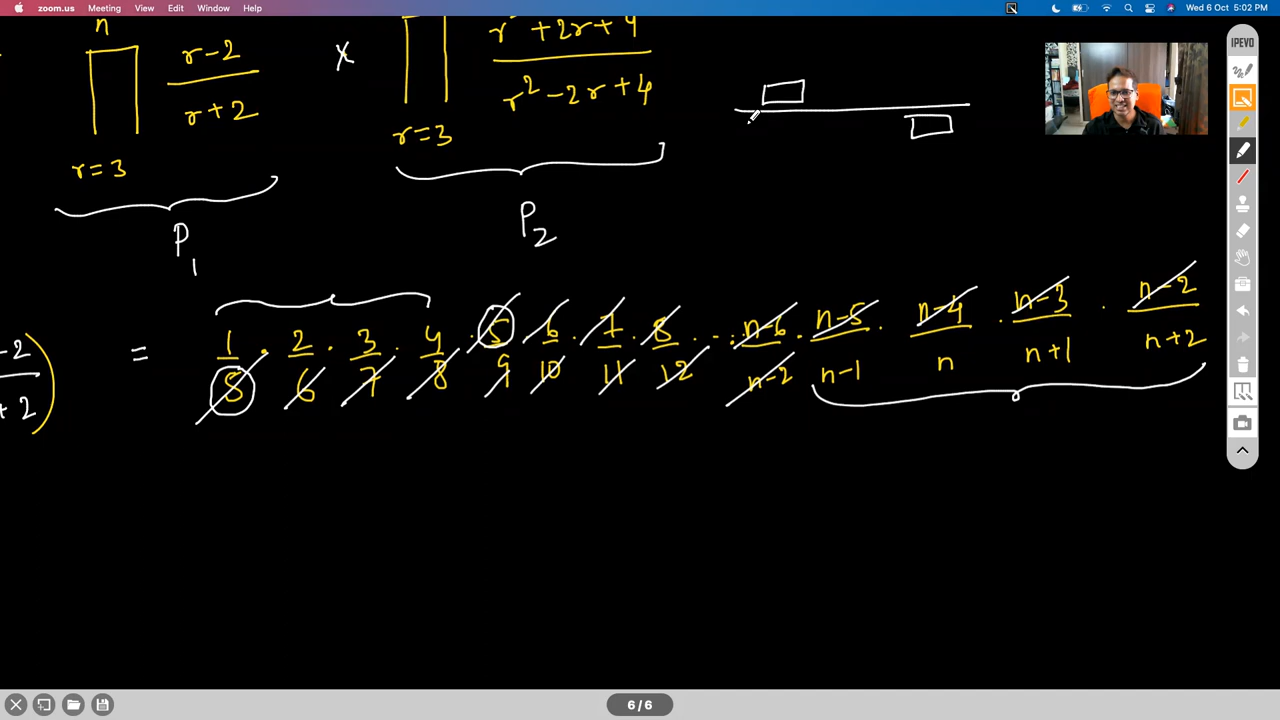 zoom.us Meeting View Edit Window Help Wed 6 Oct 5:02 PM
n
r-2
r+2
r=3
x
r²+2r+4
r²-2r+4
r=3
P₁
P₂
-2
+2
)
= 1/5 · 2/6 · 3/7 · 4/8 · 5/9 · 6/10 · 7/11 · 8/12 · ... n-6/n-2 · n-5/n-1 · n-4/n · n-3/n+1 · n-2/n+2
IPEVO
6/6